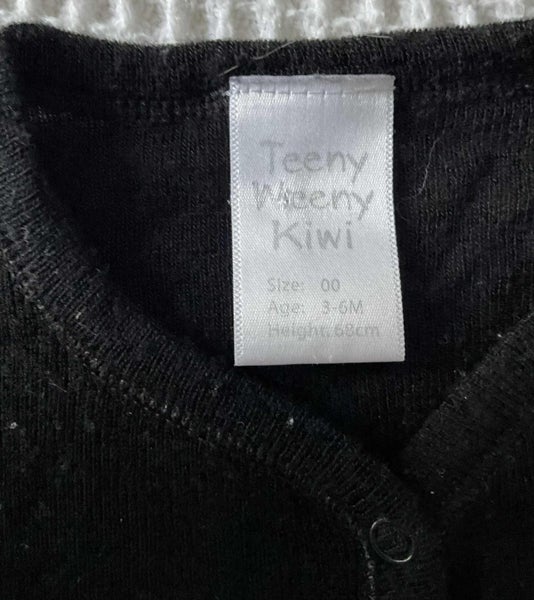 Teeny
Weeny
Kiwi
Size: 00
Age: 3-6M
Height: 68cm